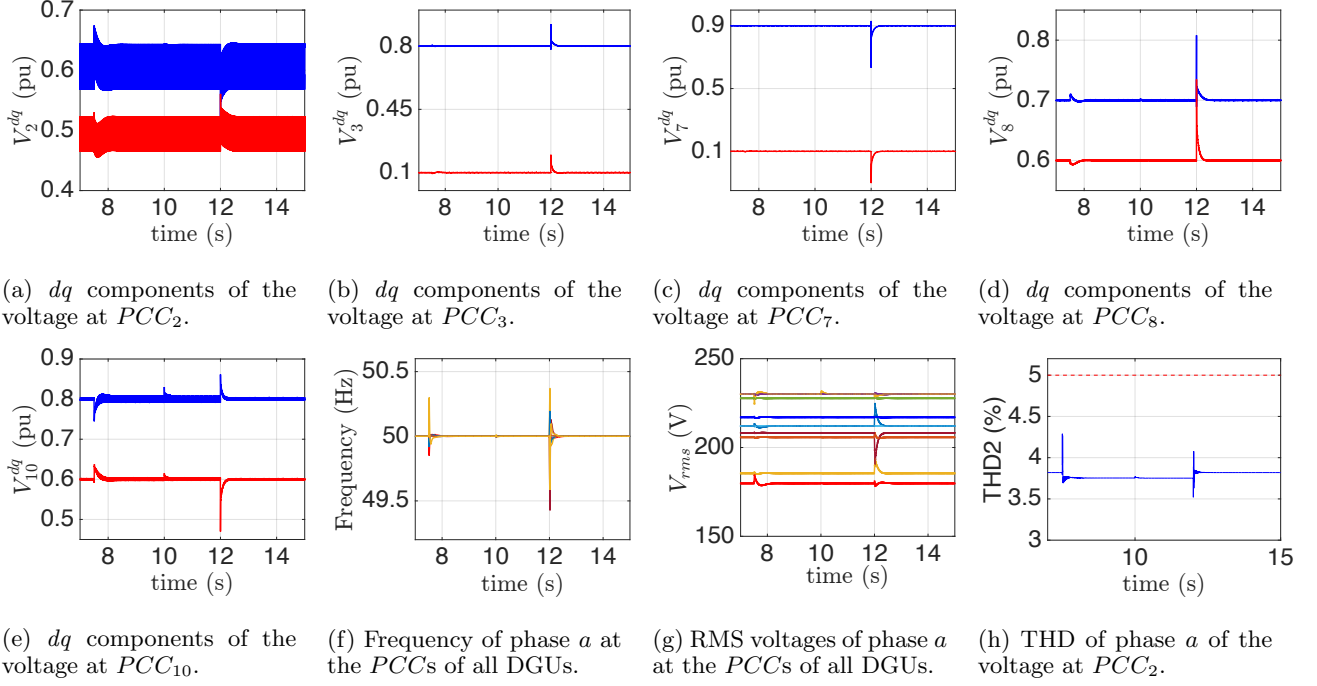 0.7
0.6
0.5
0.4
8 10 12 14
time (s)
V_2^{dq} (pu)
0.8
0.45
0.1
8 10 12 14
time (s)
V_3^{dq} (pu)
0.9
0.5
0.1
8 10 12 14
time (s)
V_7^{dq} (pu)
0.8
0.7
0.6
8 10 12 14
time (s)
V_8^{dq} (pu)
(a) dq components of the
voltage at PCC_2.
(b) dq components of the
voltage at PCC_3.
(c) dq components of the
voltage at PCC_7.
(d) dq components of the
voltage at PCC_8.
0.9
0.8
0.7
0.6
0.5
8 10 12 14
time (s)
V_{10}^{dq} (pu)
50.5
50
49.5
8 10 12 14
time (s)
Frequency (Hz)
250
200
150
8 10 12 14
time (s)
V_{rms}(V)
5
4.5
4
3.5
3
10 15
time (s)
THD2 (%)
(e) dq components of the
voltage at PCC_{10}.
(f) Frequency of phase a at
the PCCs of all DGUs.
(g) RMS voltages of phase a
at the PCCs of all DGUs.
(h) THD of phase a of the
voltage at PCC_2.